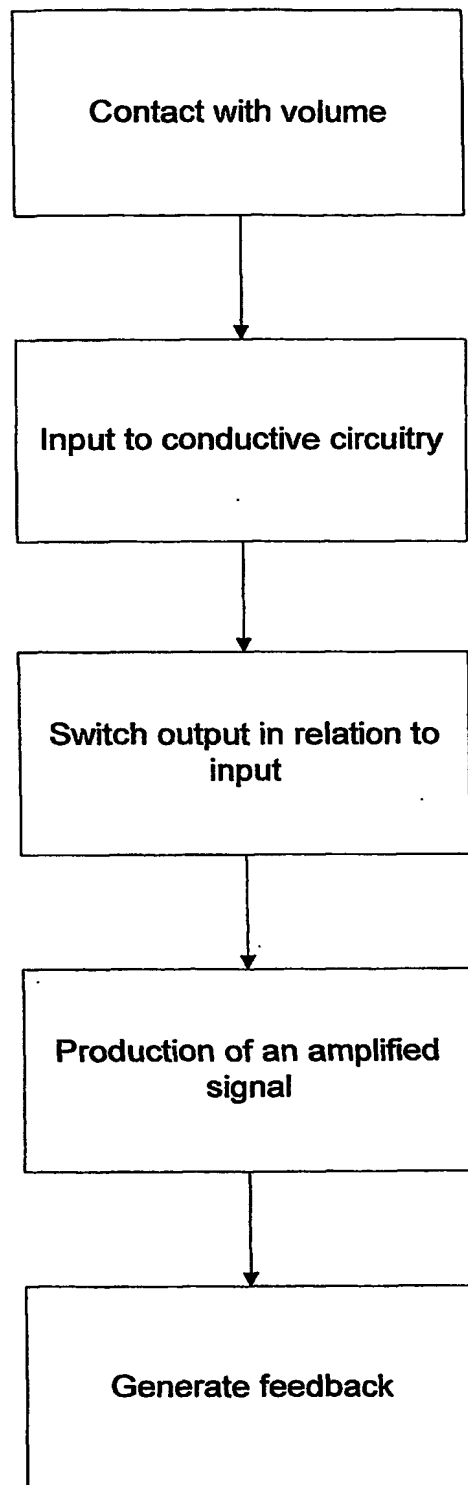 Contact with volume
Input to conductive circuitry
Switch output in relation to
input
Production of an amplified
signal
Generate feedback